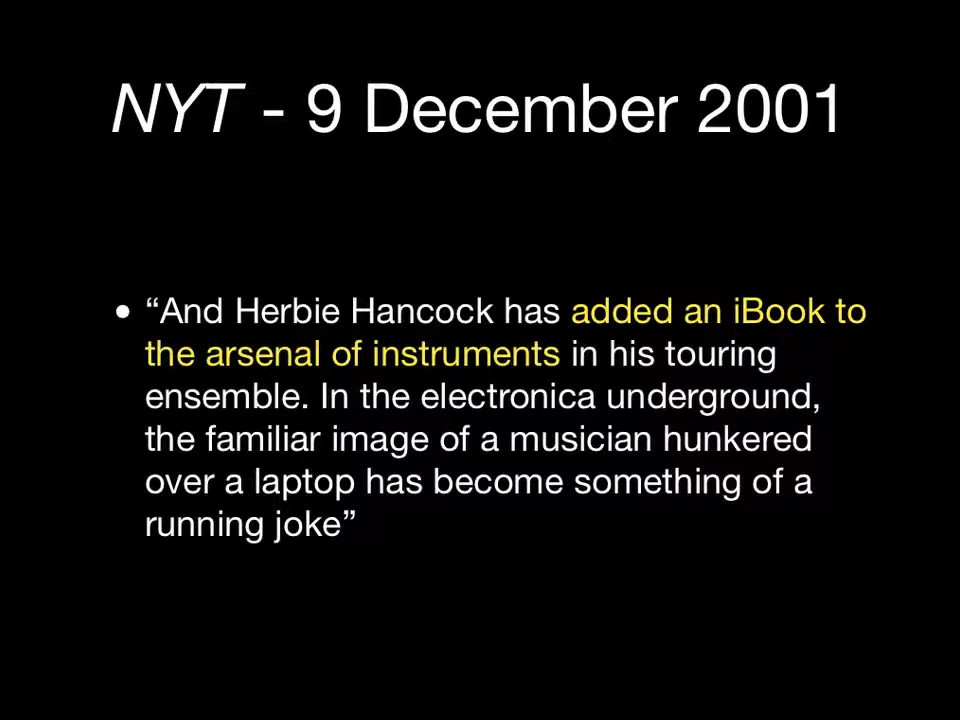 NYT - 9 December 2001
• “And Herbie Hancock has added an iBook to
the arsenal of instruments in his touring
ensemble. In the electronica underground,
the familiar image of a musician hunkered
over a laptop has become something of a
running joke”